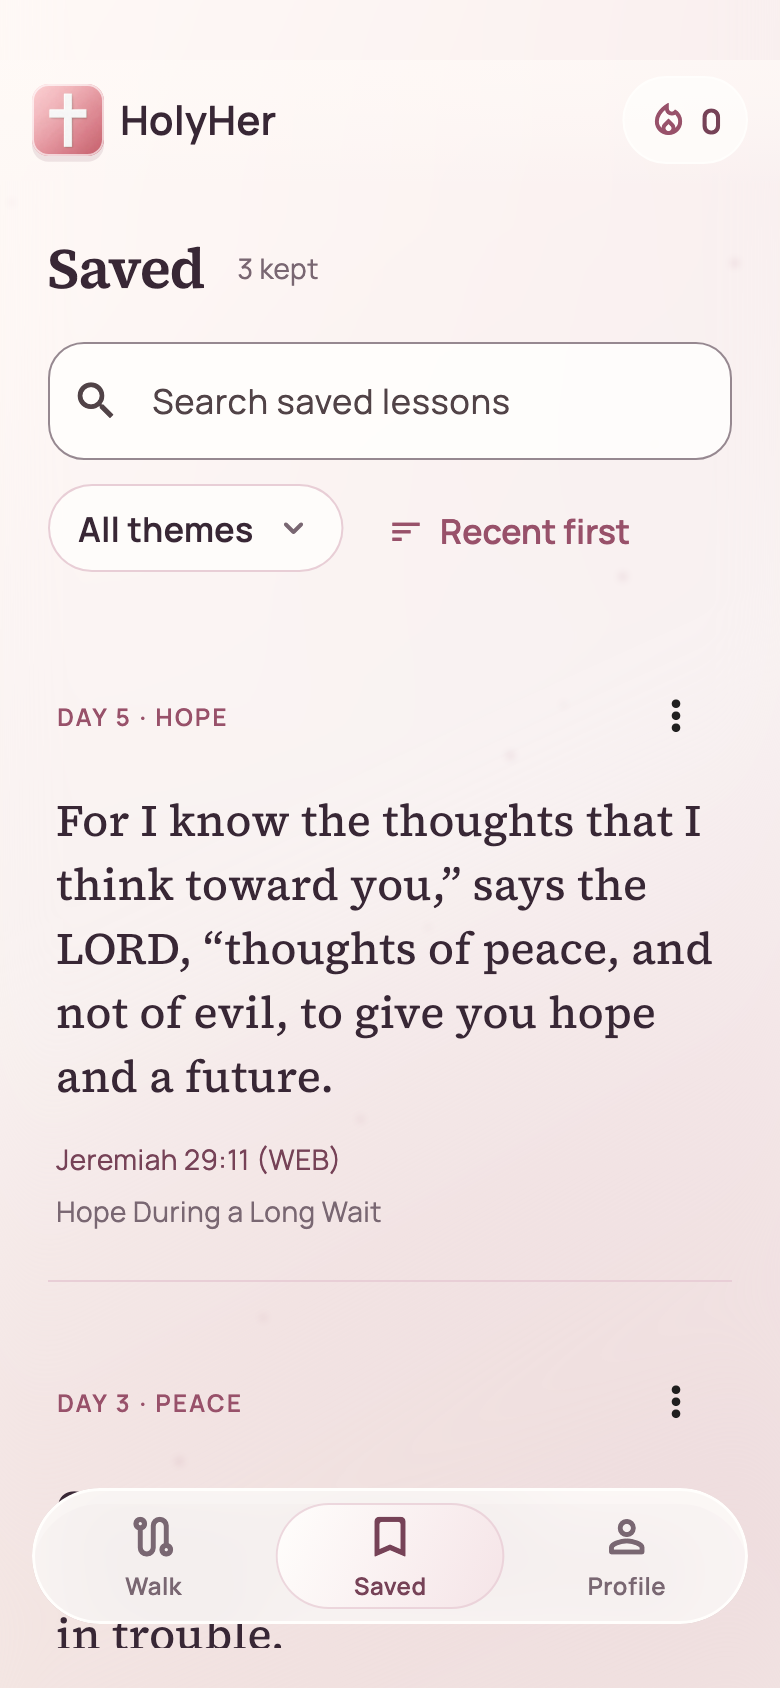 HolyHer
0
Saved
3 kept
Search saved lessons
All themes
Recent first
DAY 5 · HOPE
For I know the thoughts that I
think toward you,” says the
LORD, “thoughts of peace, and
not of evil, to give you hope
and a future.
Jeremiah 29:11 (WEB)
Hope During a Long Wait
DAY 3 · PEACE
Walk
Saved
Profile
in trouble.